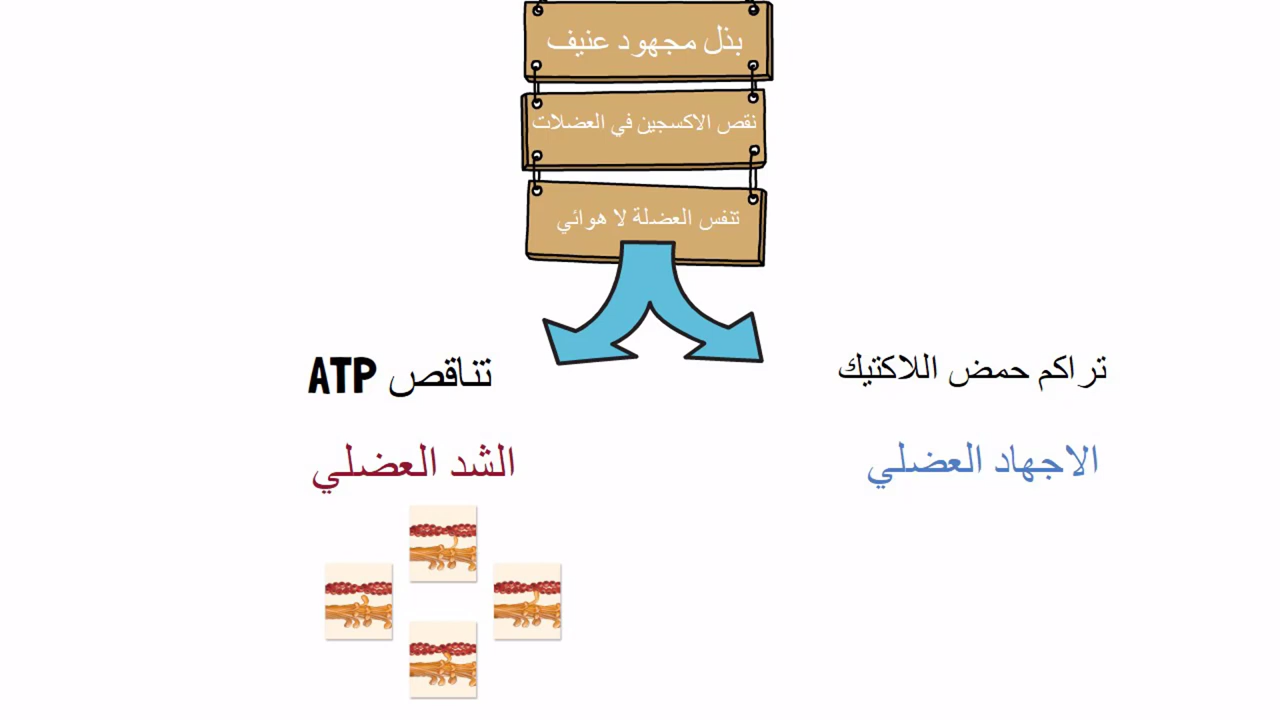 بذل مجهود عنيف
نقص الاكسجين في العضلات
تنفس العضلة لا هوائي
تراكم حمض اللاكتيك
تناقص ATP
الاجهاد العضلي
الشد العضلي